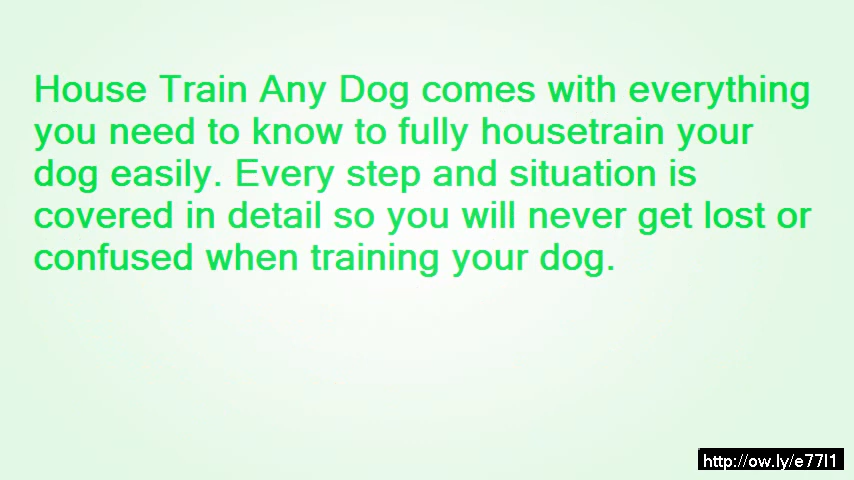 House Train Any Dog comes with everything
you need to know to fully housetrain your
dog easily. Every step and situation is
covered in detail so you will never get lost or
confused when training your dog.
http://ow.ly/e77l1